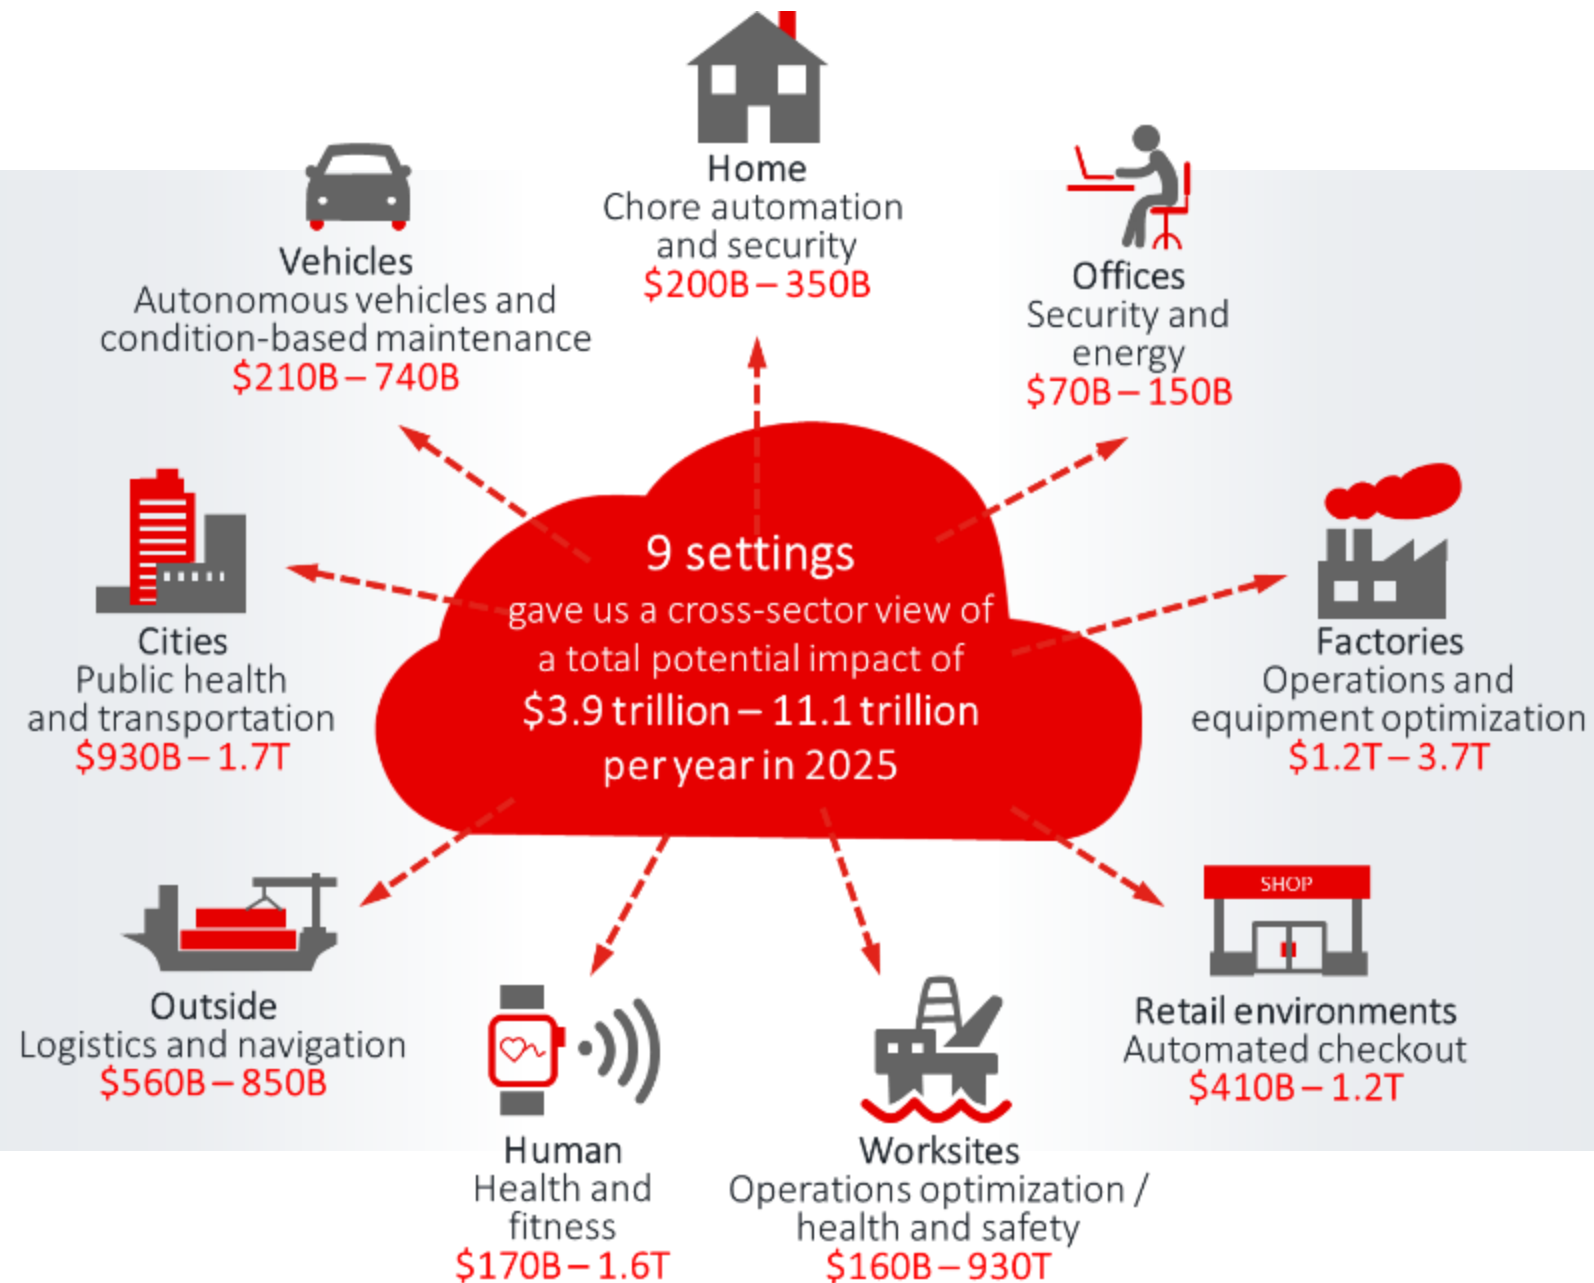 Home
Chore automation
and security
$200B – 350B
Offices
Security and
energy
$70B – 150B
Factories
Operations and
equipment optimization
$1.2T – 3.7T
SHOP
Retail environments
Automated checkout
$410B – 1.2T
Worksites
Operations optimization /
health and safety
$160B – 930T
Human
Health and
fitness
$170B – 1.6T
Outside
Logistics and navigation
$560B – 850B
Cities
Public health
and transportation
$930B – 1.7T
Vehicles
Autonomous vehicles and
condition-based maintenance
$210B – 740B
9 settings
gave us a cross-sector view of
a total potential impact of
$3.9 trillion – 11.1 trillion
per year in 2025